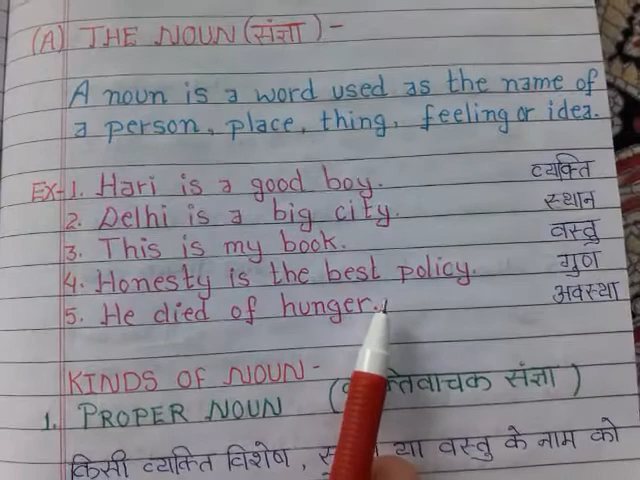 (A) THE NOUN (संज्ञा) -
A noun is a word used as the name of
a person, place, thing, feeling or idea.
Ex-1. Hari is a good boy. व्यक्ति
2. Delhi is a big city. स्थान
3. This is my book. वस्तु
4. Honesty is the best policy. गुण
5. He died of hunger. अवस्था
KINDS OF NOUN-
1. PROPER NOUN ( संज्ञा )
किसी व्यक्ति विशेष, या वस्तु के नाम को